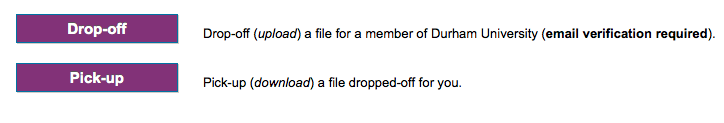 Drop-off
Drop-off (upload) a file for a member of Durham University (email verification required).
Pick-up
Pick-up (download) a file dropped-off for you.